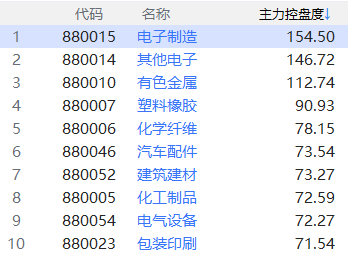 代码 名称 主力控盘度↓
1 880015 电子制造 154.50
2 880014 其他电子 146.72
3 880010 有色金属 112.74
4 880007 塑料橡胶 90.93
5 880006 化学纤维 78.15
6 880046 汽车配件 73.54
7 880052 建筑建材 73.27
8 880005 化工制品 72.59
9 880054 电气设备 72.27
10 880023 包装印刷 71.54